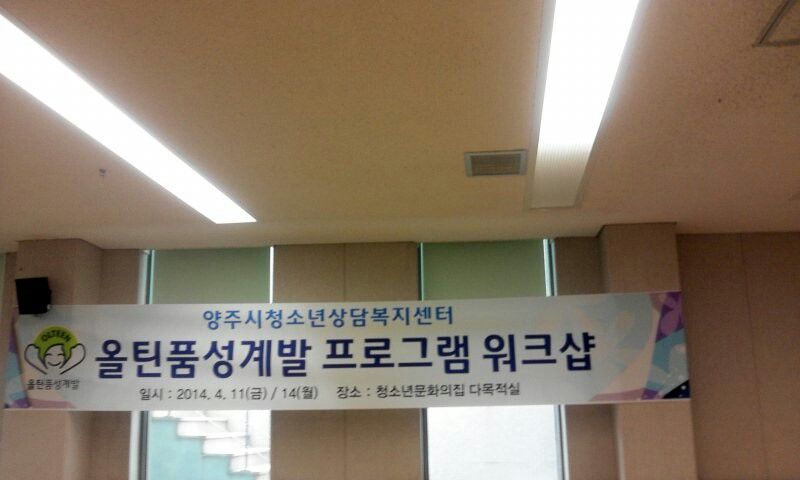 양주시청소년상담복지센터
OLTEEN
올틴품성계발
올틴품성계발 프로그램 워크샵
일시 : 2014. 4. 11(금) / 14(월) 장소 : 청소년문화의집 다목적실